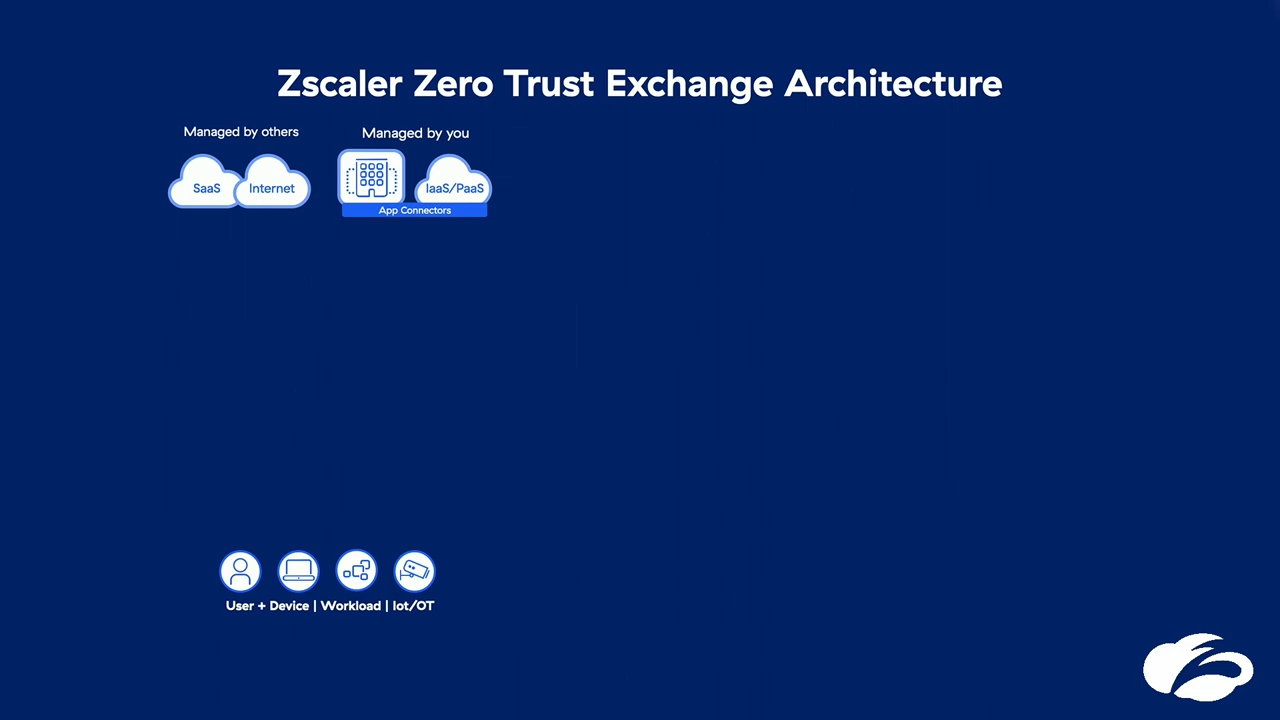 Zscaler Zero Trust Exchange Architecture
Managed by others
Managed by you
SaaS
Internet
IaaS/PaaS
App Connectors
User + Device | Workload | Iot/OT